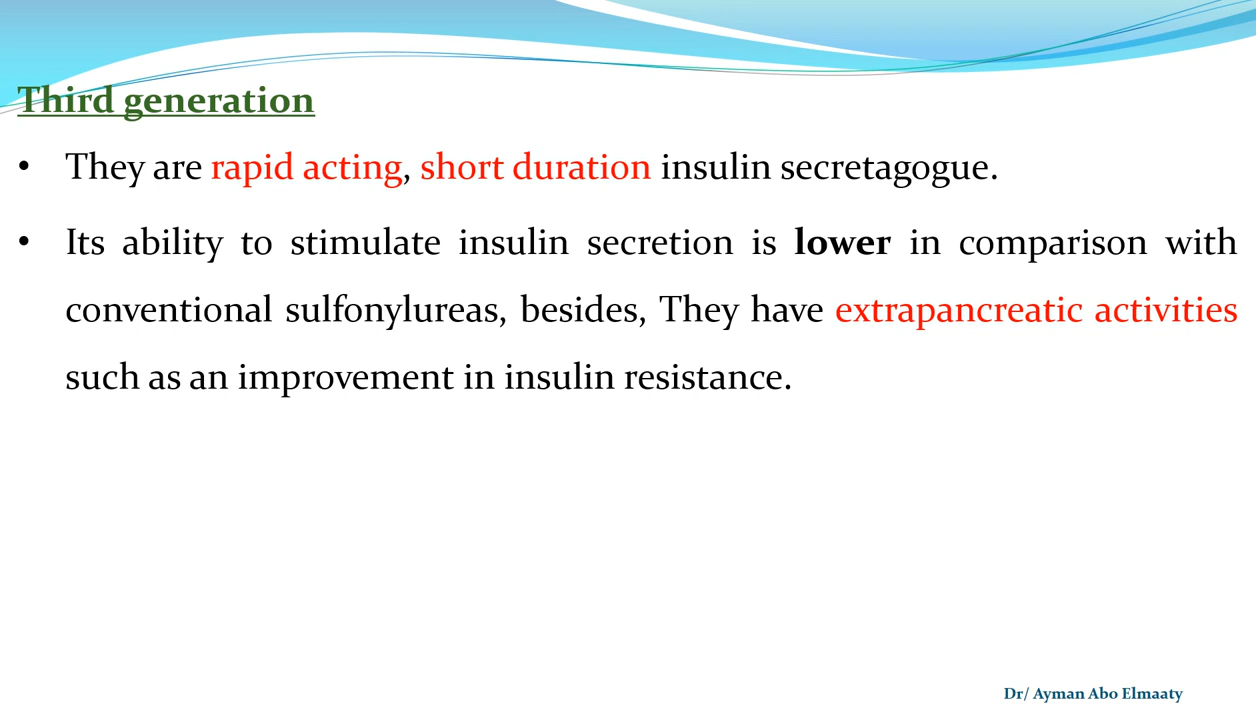 Third generation
• They are rapid acting, short duration insulin secretagogue.
• Its ability to stimulate insulin secretion is lower in comparison with
conventional sulfonylureas, besides, They have extrapancreatic activities
such as an improvement in insulin resistance.
Dr/ Ayman Abo Elmaaty